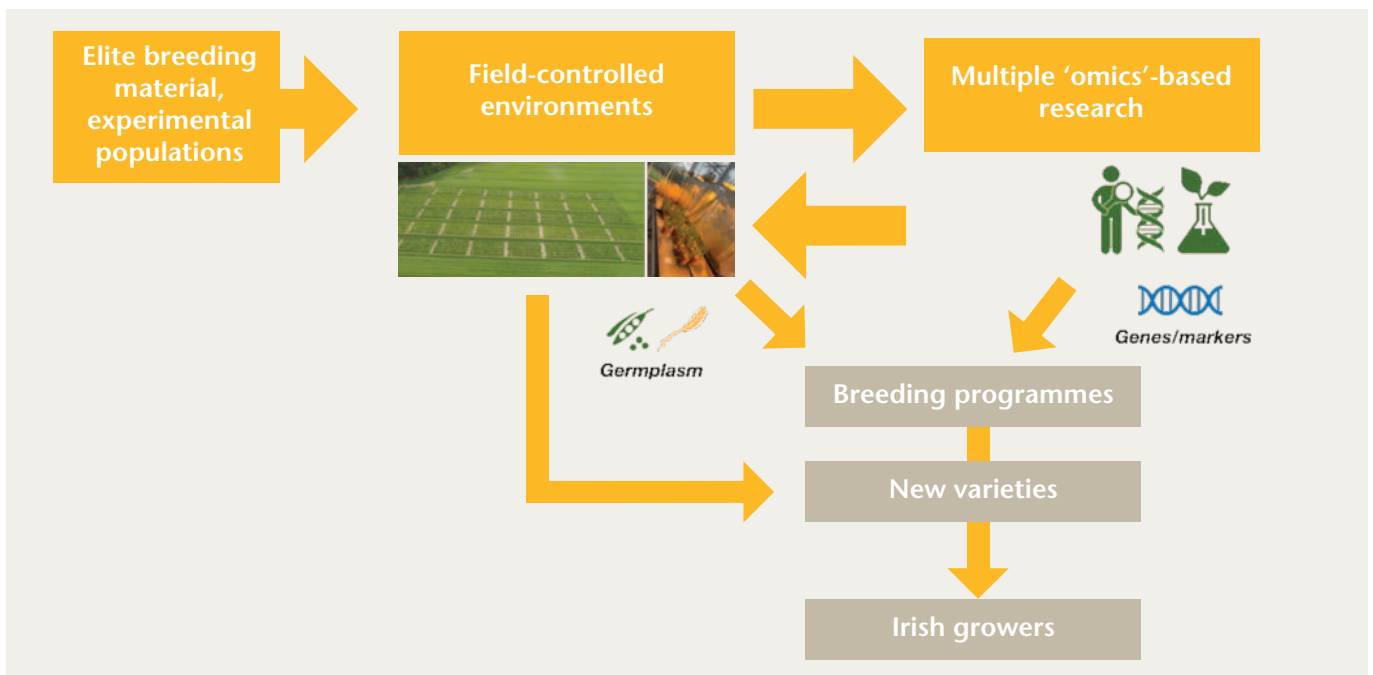 Elite breeding
material,
experimental
populations
Field-controlled
environments
Multiple ‘omics’-based
research
Germplasm
Genes/markers
Breeding programmes
New varieties
Irish growers